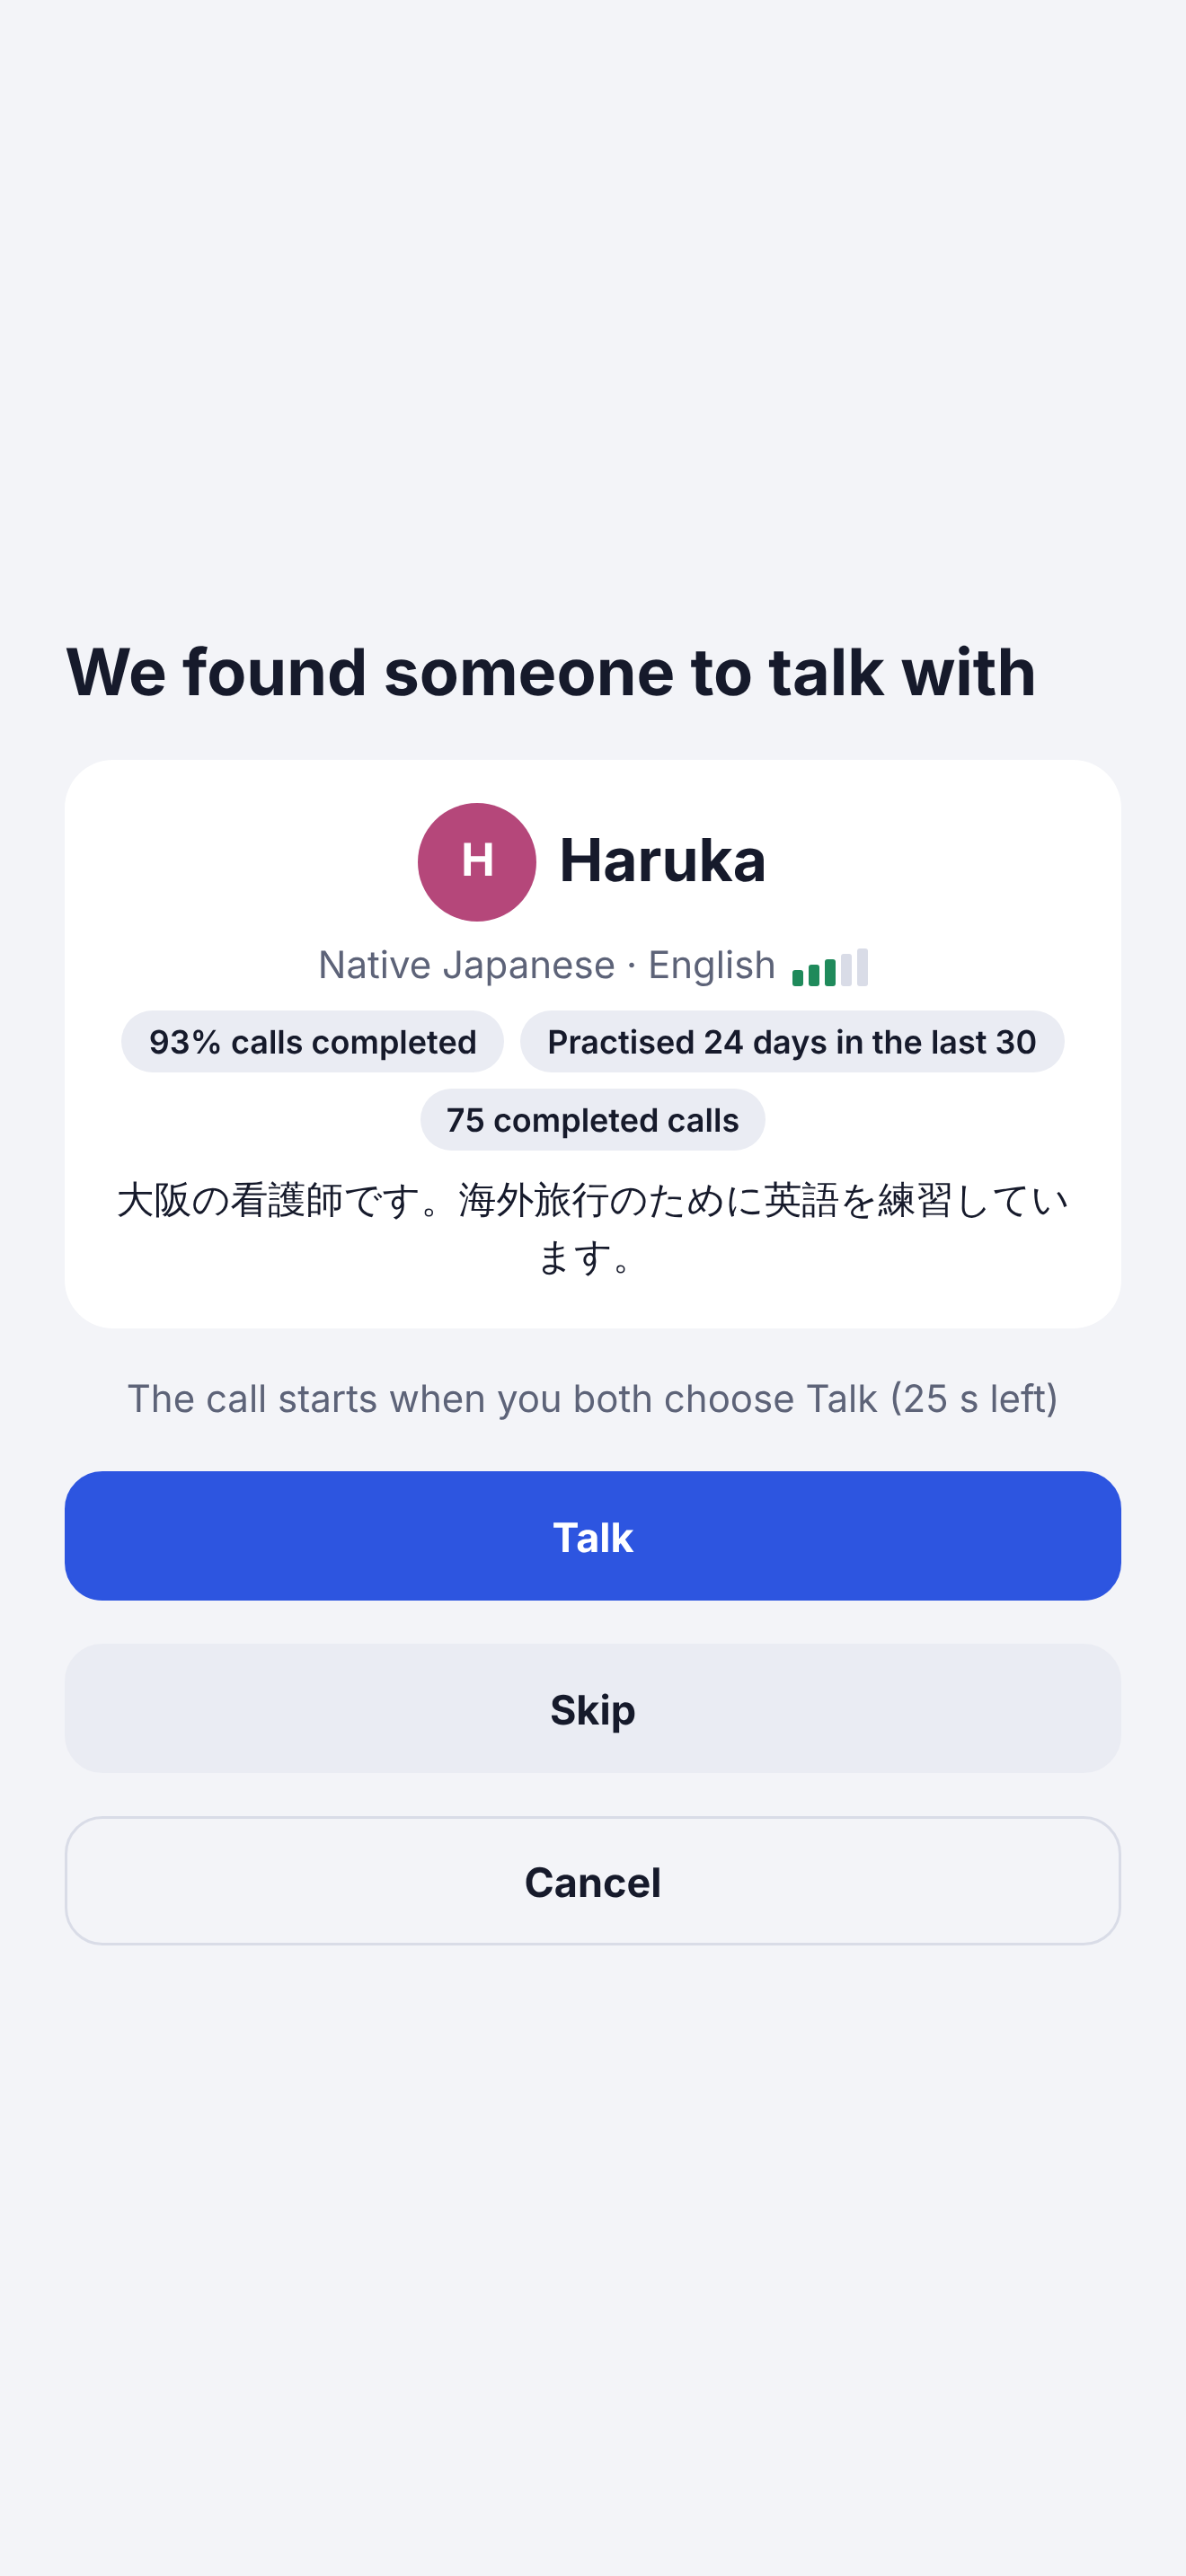 We found someone to talk with
H
Haruka
Native Japanese · English
93% calls completed
Practised 24 days in the last 30
75 completed calls
大阪の看護師です。海外旅行のために英語を練習してい
ます。
The call starts when you both choose Talk (25 s left)
Talk
Skip
Cancel